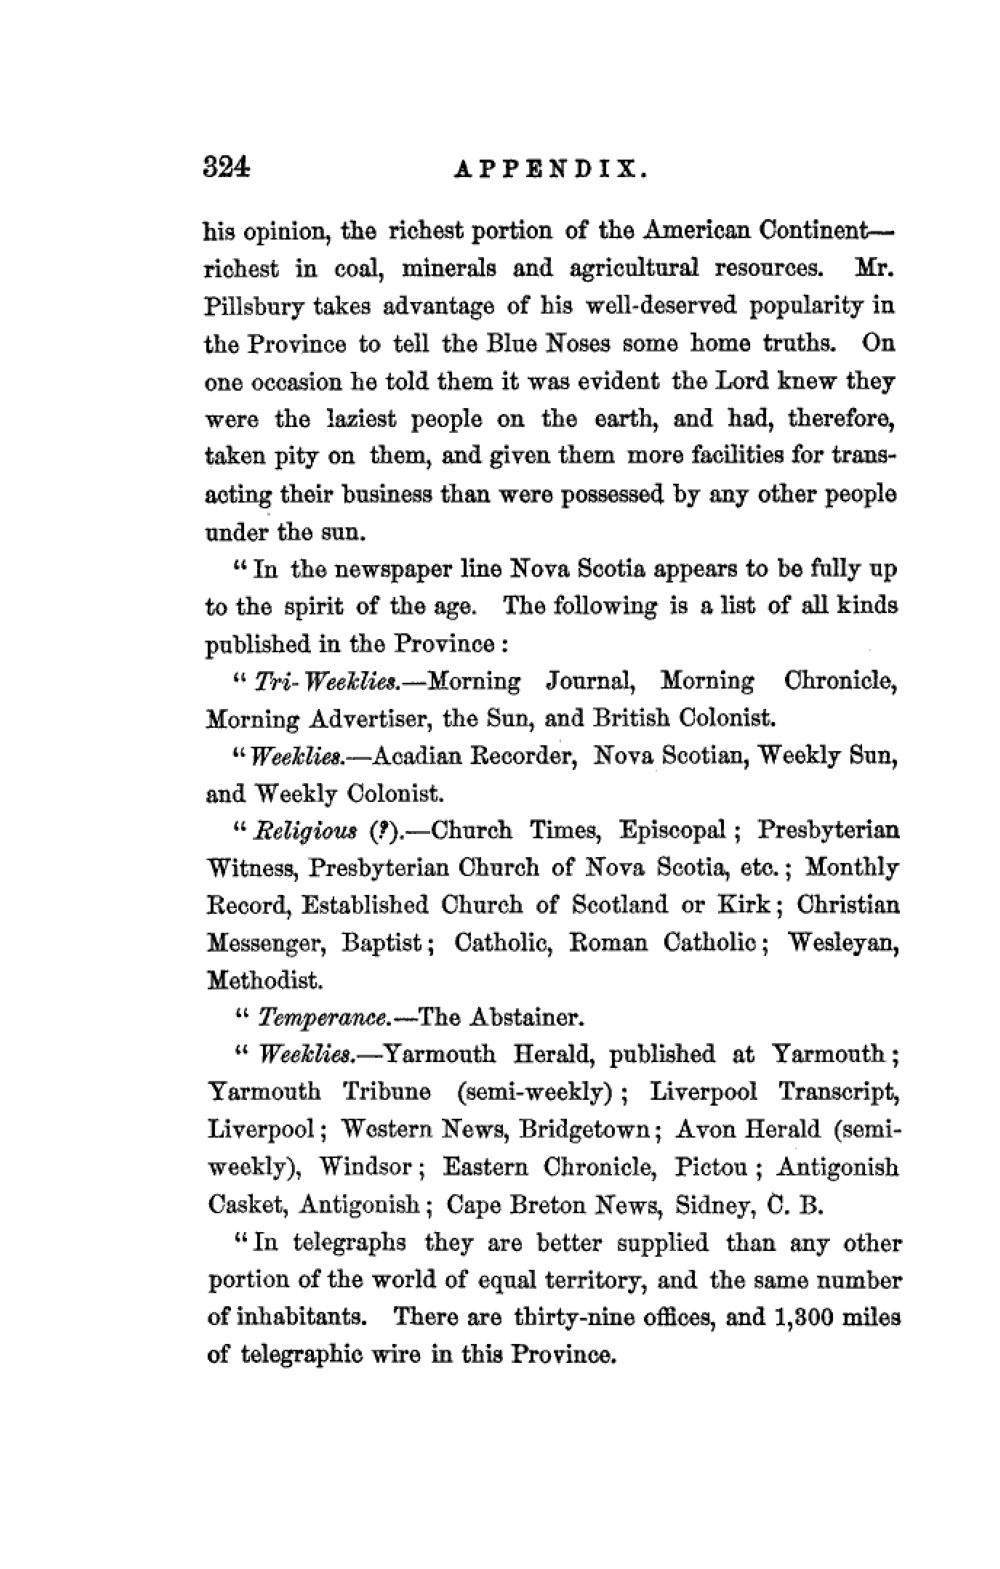 324 APPENDIX.
his opinion, the richest portion of the American Continent—
richest in coal, minerals and agricultural resources. Mr.
Pillsbury takes advantage of his well-deserved popularity in
the Province to tell the Blue Noses some home truths. On
one occasion he told them it was evident the Lord knew they
were the laziest people on the earth, and had, therefore,
taken pity on them, and given them more facilities for trans-
acting their business than were possessed by any other people
under the sun.
“In the newspaper line Nova Scotia appears to be fully up
to the spirit of the age. The following is a list of all kinds
published in the Province:
“Tri-Weeklies.—Morning Journal, Morning Chronicle,
Morning Advertiser, the Sun, and British Colonist.
“Weeklies.—Acadian Recorder, Nova Scotian, Weekly Sun,
and Weekly Colonist.
“Religious (?).—Church Times, Episcopal; Presbyterian
Witness, Presbyterian Church of Nova Scotia, etc.; Monthly
Record, Established Church of Scotland or Kirk; Christian
Messenger, Baptist; Catholic, Roman Catholic; Wesleyan,
Methodist.
“Temperance.—The Abstainer.
“Weeklies.—Yarmouth Herald, published at Yarmouth;
Yarmouth Tribune (semi-weekly); Liverpool Transcript,
Liverpool; Western News, Bridgetown; Avon Herald (semi-
weekly), Windsor; Eastern Chronicle, Pictou; Antigonish
Casket, Antigonish; Cape Breton News, Sidney, C. B.
“In telegraphs they are better supplied than any other
portion of the world of equal territory, and the same number
of inhabitants. There are thirty-nine offices, and 1,300 miles
of telegraphic wire in this Province.